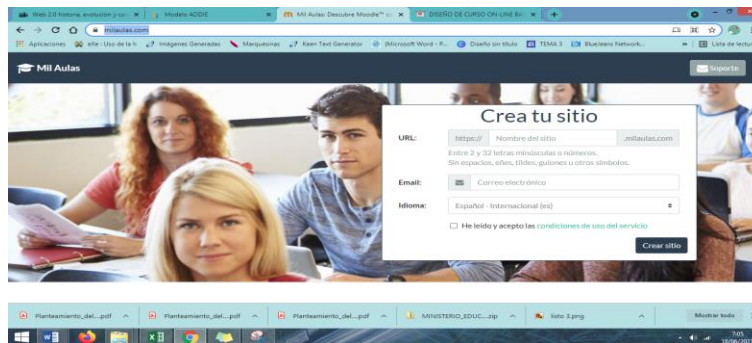 Web 2.0 historia, evolución y ca
Modelo ADDIE
Mil Aulas: Descubre Moodle™
DISEÑO DE CURSO ON-LINE BA
milaulas.com
Aplicaciones
Imágenes Generadas
Marquesinas
Keen Text Generator
(Microsoft Word - P...
Diseño sin título
TEMA 3
Bluejeans Network...
Lista de lectura
Mil Aulas
Soporte
Crea tu sitio
URL:
https://
Nombre del sitio
.milaulas.com
Entre 2 y 32 letras minúsculas o números.
Sin espacios, eñes, tildes, guiones u otros símbolos.
Email:
Correo electrónico
Idioma:
Español - Internacional (es)
He leído y acepto las condiciones de uso del servicio
Crear sitio
Planteamiento_del....pdf
Planteamiento_del....pdf
Planteamiento_del....pdf
MINISTERIO_EDUC....zip
listo 3.png
Mostrar todo
7:05